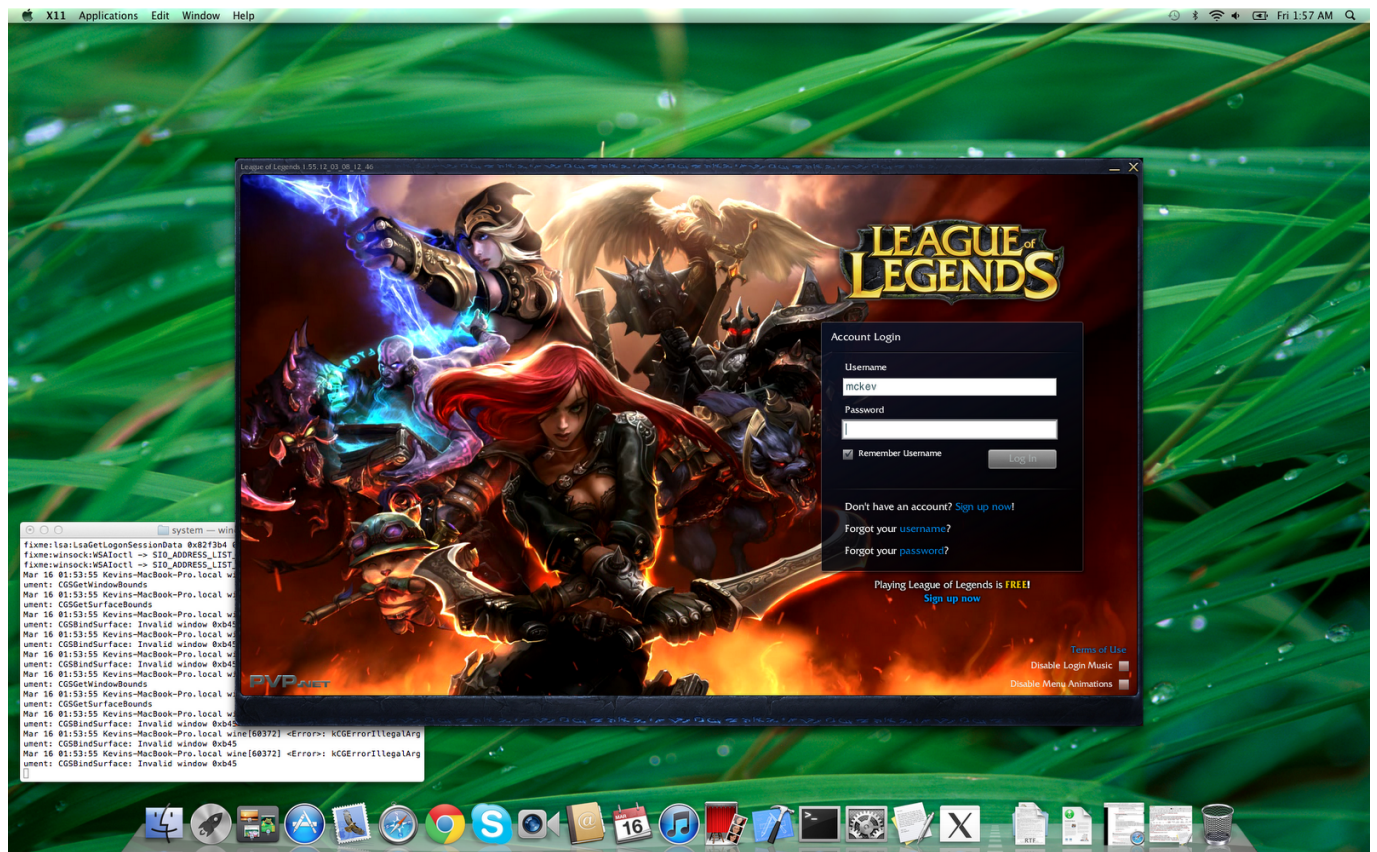 X11 Applications Edit Window Help
Fri 1:57 AM
League of Legends 1.55.12_03_08_12_46
LEAGUE of
LEGENDS
Account Login
Username
mckev
Password
Remember Username
Log in
Don't have an account? Sign up now!
Forgot your username?
Forgot your password?
Playing League of Legends is FREE!
Sign up now
Terms of Use
Disable Login Music
Disable Menu Animations
PVP.NET
system — win
fixme:lsa:LsaGetLogonSessionData 0x82f3b4
fixme:winsock:WSAIoctl -> SIO_ADDRESS_LIST_
fixme:winsock:WSAIoctl -> SIO_ADDRESS_LIST_
Mar 16 01:53:55 Kevins-MacBook-Pro.local wi
ument: CGSGetWindowBounds
Mar 16 01:53:55 Kevins-MacBook-Pro.local wi
ument: CGSGetSurfaceBounds
Mar 16 01:53:55 Kevins-MacBook-Pro.local wi
ument: CGSBindSurface: Invalid window 0xb45
Mar 16 01:53:55 Kevins-MacBook-Pro.local wi
ument: CGSBindSurface: Invalid window 0xb45
Mar 16 01:53:55 Kevins-MacBook-Pro.local wi
ument: CGSBindSurface: Invalid window 0xb45
Mar 16 01:53:55 Kevins-MacBook-Pro.local wi
ument: CGSGetWindowBounds
Mar 16 01:53:55 Kevins-MacBook-Pro.local wi
ument: CGSGetSurfaceBounds
Mar 16 01:53:55 Kevins-MacBook-Pro.local wi
ument: CGSBindSurface: Invalid window 0xb45
Mar 16 01:53:55 Kevins-MacBook-Pro.local wine[60372] <Error>: kCGErrorIllegalArg
ument: CGSBindSurface: Invalid window 0xb45
Mar 16 01:53:55 Kevins-MacBook-Pro.local wine[60372] <Error>: kCGErrorIllegalArg
ument: CGSBindSurface: Invalid window 0xb45
MAR
16
X
RTF